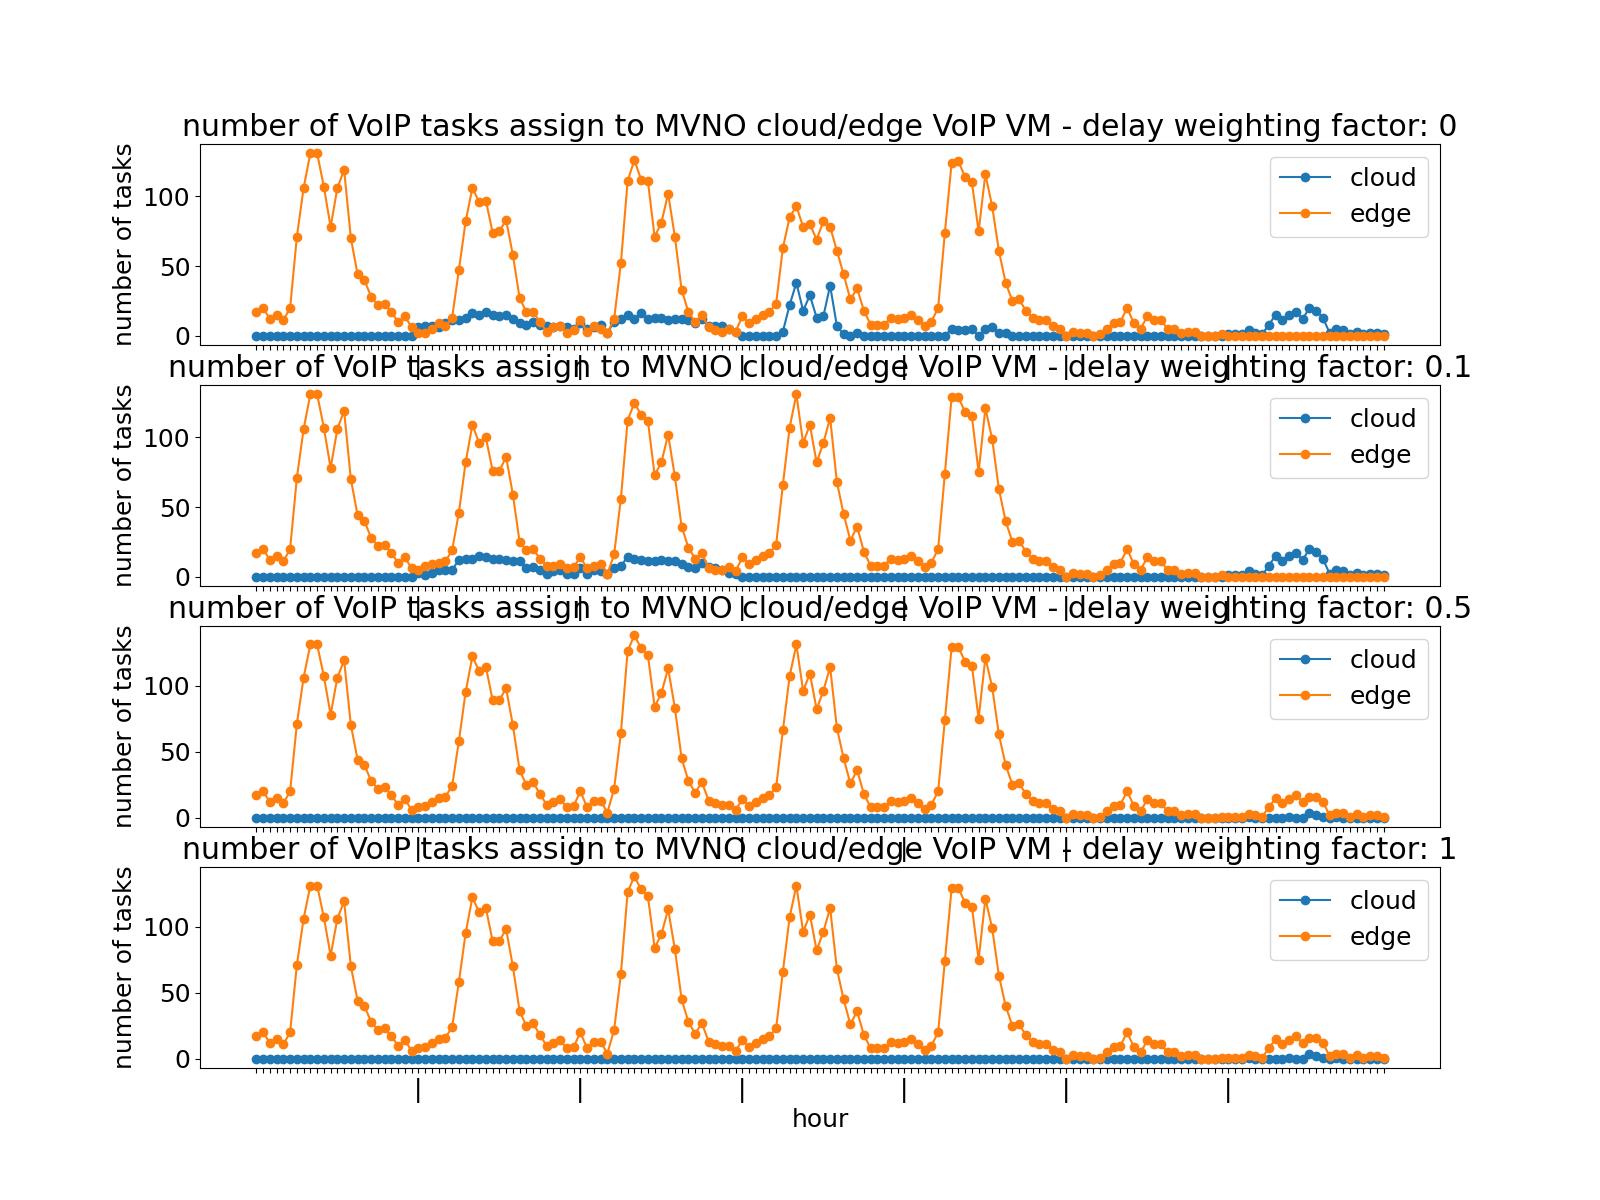 number of VoIP tasks assign to MVNO cloud/edge VoIP VM - delay weighting factor: 0
number of tasks
100
50
0
cloud
edge
| | | | | |
number of VoIP tasks assign to MVNO cloud/edge VoIP VM - delay weighting factor: 0.1
number of tasks
100
50
0
cloud
edge
| | | | | |
number of VoIP tasks assign to MVNO cloud/edge VoIP VM - delay weighting factor: 0.5
number of tasks
100
50
0
cloud
edge
| | | | | |
number of VoIP tasks assign to MVNO cloud/edge VoIP VM - delay weighting factor: 1
number of tasks
100
50
0
cloud
edge
| | | | | |
hour